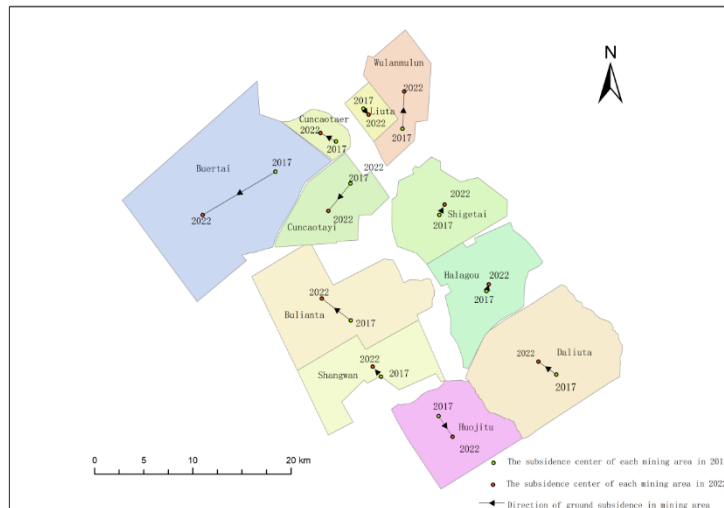 N
Wulanmulun
2022
2017
2017
Liuta
2022
Cuncaotaer
2022
2017
Buertai
2017
2022
2022
2017
Cuncaotayi
2022
2022
Shigetai
2017
Halagou
2022
2017
2022
Bulianta
2017
2022
Shangwan
2017
2022
Daliuta
2017
2017
Huojitu
2022
The subsidence center of each mining area in 201
The subsidence center of each mining area in 2022
Direction of ground subsidence in mining area
0 5 10 20 km